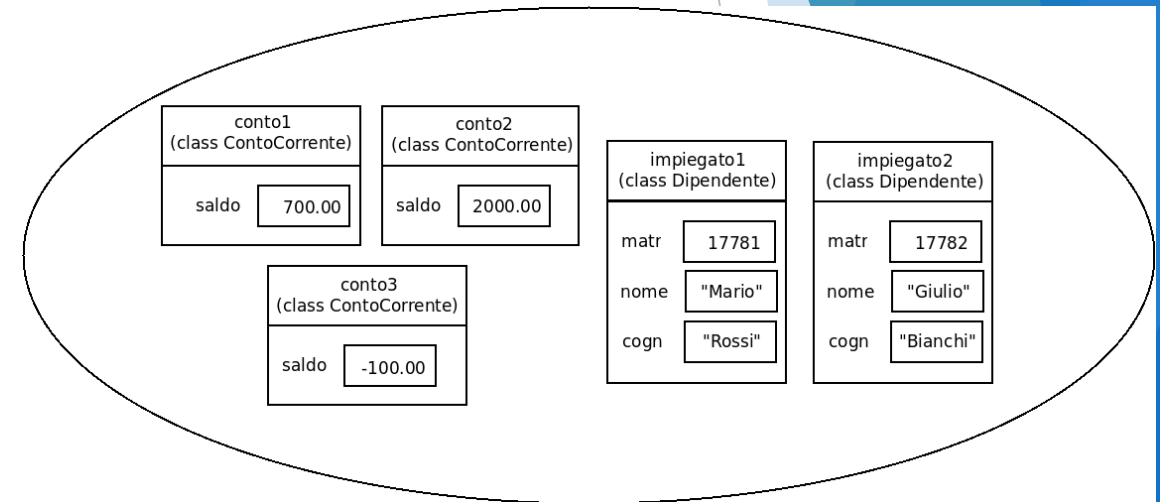 conto1
(class ContoCorrente)
saldo 700.00
conto2
(class ContoCorrente)
saldo 2000.00
conto3
(class ContoCorrente)
saldo -100.00
impiegato1
(class Dipendente)
matr 17781
nome "Mario"
cogn "Rossi"
impiegato2
(class Dipendente)
matr 17782
nome "Giulio"
cogn "Bianchi"